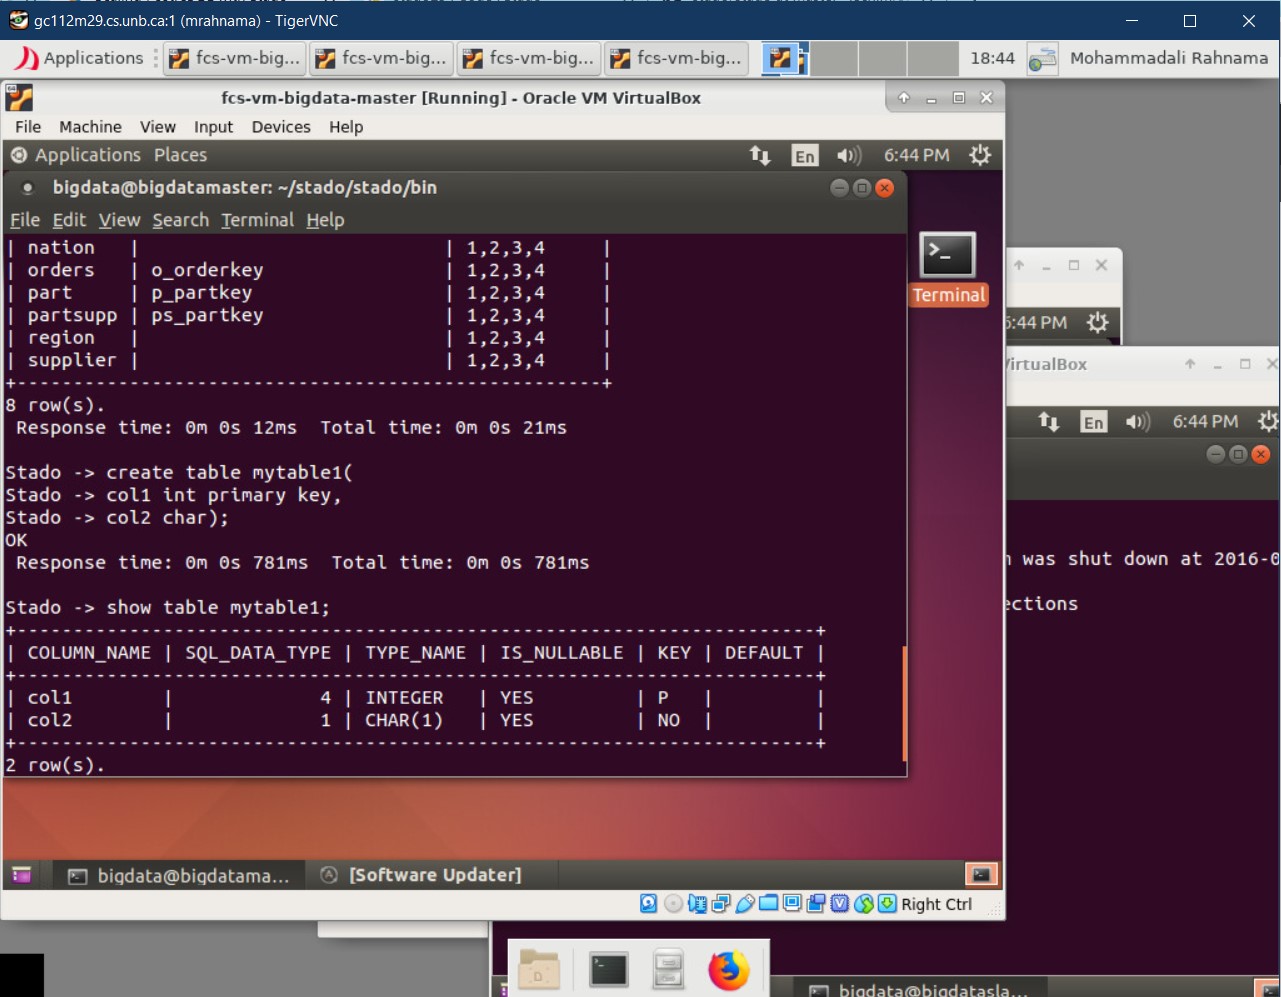 gc112m29.cs.unb.ca:1 (mrahnama) - TigerVNC
Applications fcs-vm-big... fcs-vm-big... fcs-vm-big... fcs-vm-big... 18:44 Mohammadali Rahnama
fcs-vm-bigdata-master [Running] - Oracle VM VirtualBox
File Machine View Input Devices Help
Applications Places En 6:44 PM
bigdata@bigdatamaster: ~/stado/stado/bin
File Edit View Search Terminal Help
| nation   |                            | 1,2,3,4     |
| orders   | o_orderkey                 | 1,2,3,4     |
| part     | p_partkey                  | 1,2,3,4     |
| partsupp | ps_partkey                 | 1,2,3,4     |
| region   |                            | 1,2,3,4     |
| supplier |                            | 1,2,3,4     |
+----------------------------------------------------+
8 row(s).
Response time: 0m 0s 12ms  Total time: 0m 0s 21ms
Stado -> create table mytable1(
Stado -> col1 int primary key,
Stado -> col2 char);
OK
Response time: 0m 0s 781ms  Total time: 0m 0s 781ms
Stado -> show table mytable1;
+-----------------------------------------------------------------------+
| COLUMN_NAME | SQL_DATA_TYPE | TYPE_NAME | IS_NULLABLE | KEY | DEFAULT |
+-----------------------------------------------------------------------+
| col1        |             4 | INTEGER   | YES         | P   |         |
| col2        |             1 | CHAR(1)   | YES         | NO  |         |
+-----------------------------------------------------------------------+
2 row(s).
Terminal
bigdata@bigdatama... [Software Updater]
Right Ctrl
6:44 PM
VirtualBox
En 6:44 PM
was shut down at 2016-0
ections
bigdata@bigdatasla...